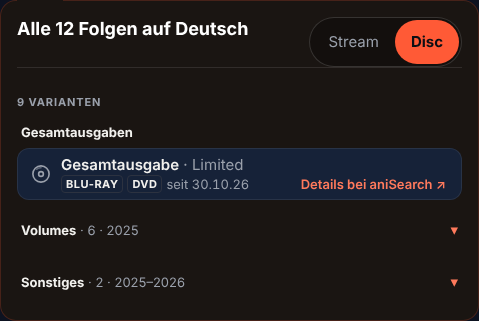 Alle 12 Folgen auf Deutsch
Stream
Disc
9 VARIANTEN
Gesamtausgaben
Gesamtausgabe · Limited
BLU-RAY DVD seit 30.10.26
Details bei aniSearch ↗
Volumes · 6 · 2025 ▼
Sonstiges · 2 · 2025–2026 ▼